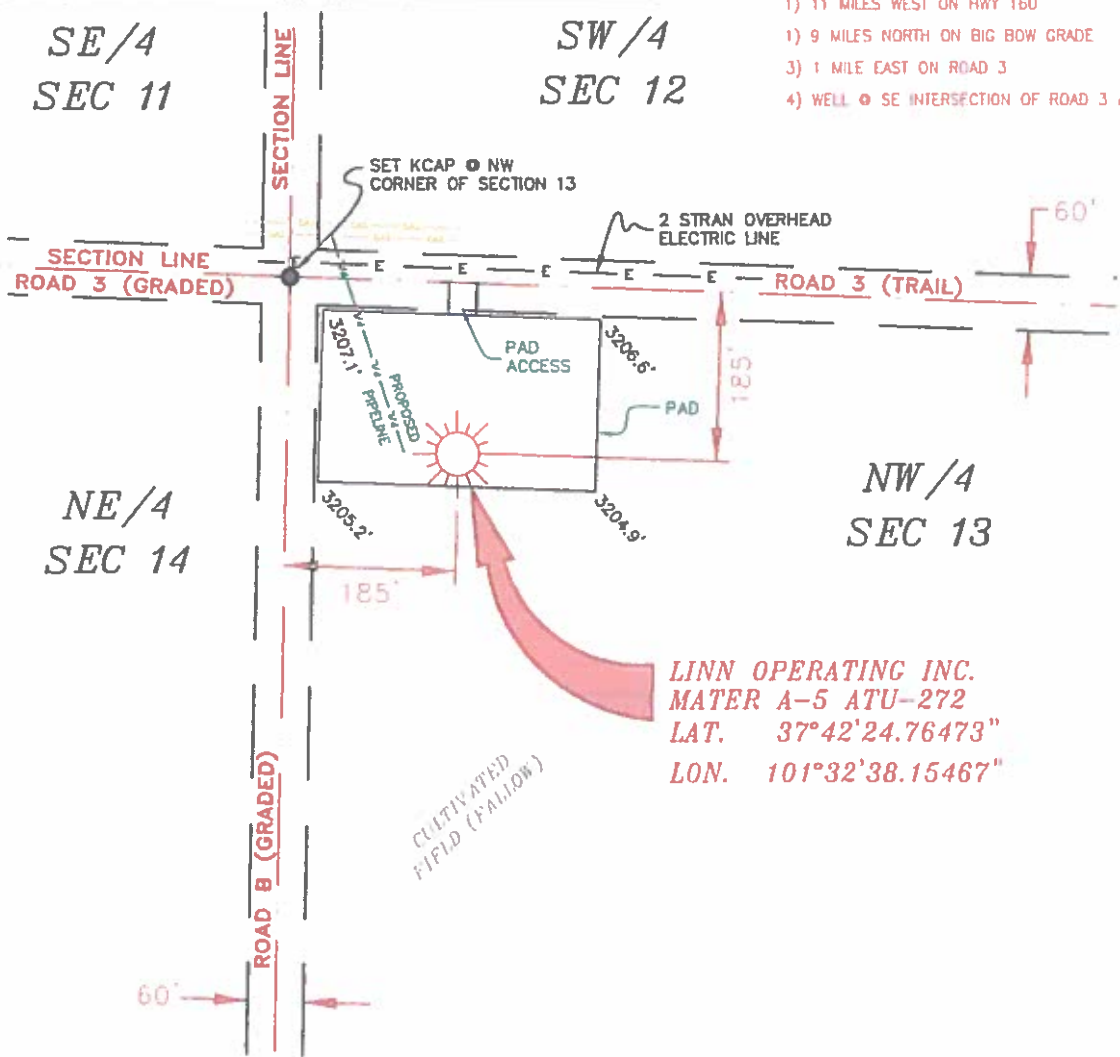 1) 11 MILES WEST ON HWY 160
1) 9 MILES NORTH ON BIG BOW GRADE
3) 1 MILE EAST ON ROAD 3
4) WELL @ SE INTERSECTION OF ROAD 3
SE/4
SEC 11
SECTION LINE
SW/4
SEC 12
SET KCAP @ NW
CORNER OF SECTION 13
2 STRAN OVERHEAD
ELECTRIC LINE
60'
SECTION LINE
ROAD 3 (GRADED)
E E E E E E
ROAD 3 (TRAIL)
3207.1'
PAD
ACCESS
3206.6'
185'
PROPOSED
PIPELINE
PAD
NE/4
SEC 14
3205.2'
3204.9'
NW/4
SEC 13
185'
LINN OPERATING INC.
MATER A-5 ATU-272
LAT. 37°42'24.76473"
LON. 101°32'38.15467"
CULTIVATED
FIELD (FALLOW)
ROAD B (GRADED)
60'